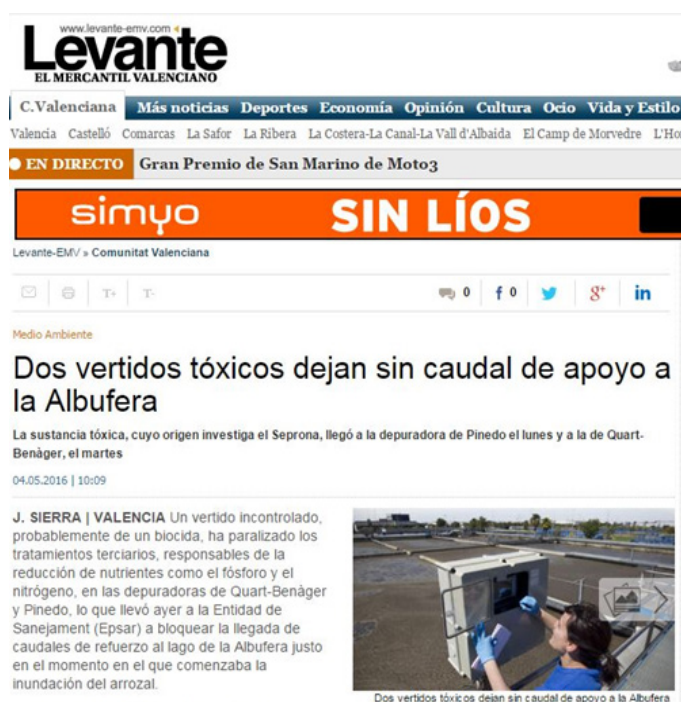 www.levante-emv.com
Levante
EL MERCANTIL VALENCIANO
C.Valenciana Más noticias Deportes Economía Opinión Cultura Ocio Vida y Estilo
Valencia Castelló Comarcas La Safor La Ribera La Costera-La Canal-La Vall d'Albaida El Camp de Morvedre
EN DIRECTO Gran Premio de San Marino de Moto3
simyo SIN LÍOS
Levante-EMV » Comunitat Valenciana
T+ T- 0 f 0 g+ in
Medio Ambiente
Dos vertidos tóxicos dejan sin caudal de apoyo a
la Albufera
La sustancia tóxica, cuyo origen investiga el Seprona, llegó a la depuradora de Pinedo el lunes y a la de Quart-
Benàger, el martes
04.05.2016 | 10:09
J. SIERRA | VALENCIA Un vertido incontrolado,
probablemente de un biocida, ha paralizado los
tratamientos terciarios, responsables de la
reducción de nutrientes como el fósforo y el
nitrógeno, en las depuradoras de Quart-Benàger
y Pinedo, lo que llevó ayer a la Entidad de
Sanejament (Epsar) a bloquear la llegada de
caudales de refuerzo al lago de la Albufera justo
en el momento en el que comenzaba la
inundación del arrozal.
Dos vertidos tóxicos dejan sin caudal de apoyo a la Albufera